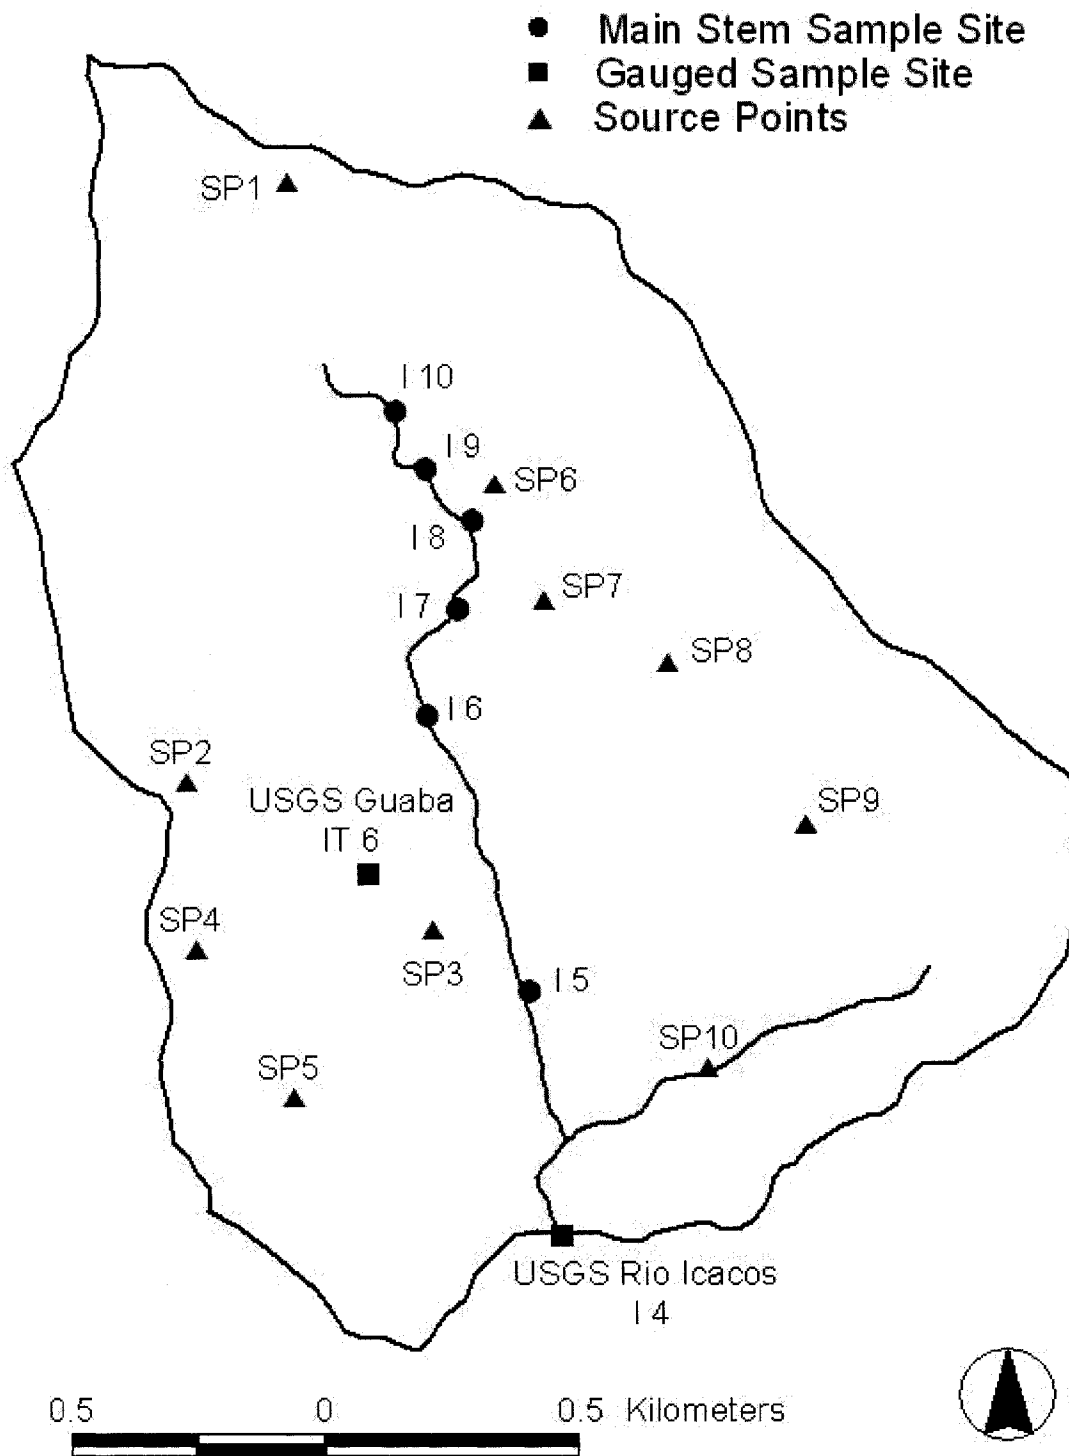 Main Stem Sample Site
Gauged Sample Site
Source Points
SP1
I 10
I 9
SP6
I 8
SP7
I 7
SP8
I 6
SP2
USGS Guaba
IT 6
SP9
SP4
SP3
I 5
SP10
SP5
USGS Rio Icacos
I 4
0.5 0 0.5 Kilometers